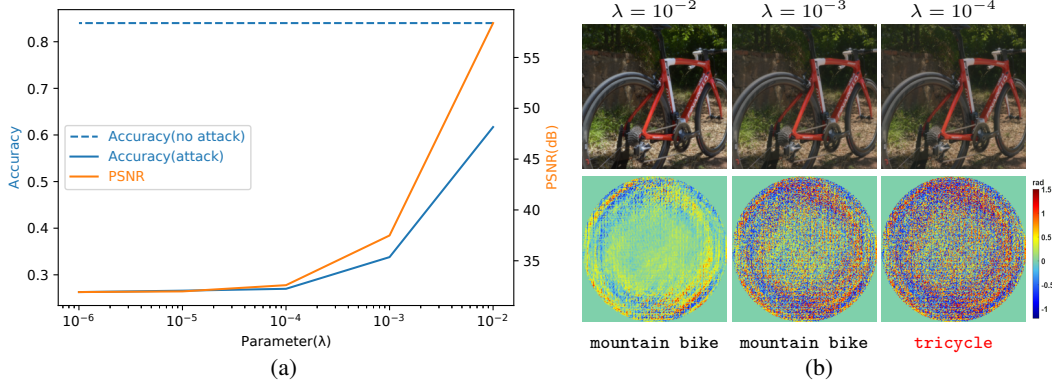 0.8
0.7
0.6
0.5
0.4
0.3
Accuracy
Accuracy(no attack)
Accuracy(attack)
PSNR
55
50
45
40
35
PSNR(dB)
10⁻⁶ 10⁻⁵ 10⁻⁴ 10⁻³ 10⁻²
Parameter(λ)
(a)
λ = 10⁻² λ = 10⁻³ λ = 10⁻⁴
rad
1.5
1
0.5
0
-0.5
-1
mountain bike mountain bike tricycle
(b)